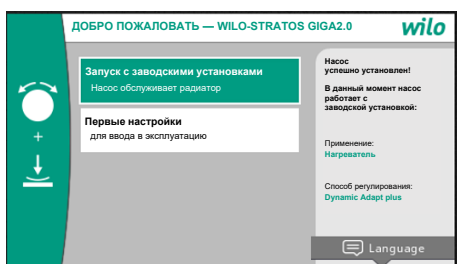 ДОБРО ПОЖАЛОВАТЬ — WILO-STRATOS GIGA2.0
wilo
Запуск с заводскими установками
Насос обслуживает радиатор
Первые настройки
для ввода в эксплуатацию
+
Насос
успешно установлен!
В данный момент насос
работает с
заводской установкой:
Применение:
Нагреватель
Способ регулирования:
Dynamic Adapt plus
Language